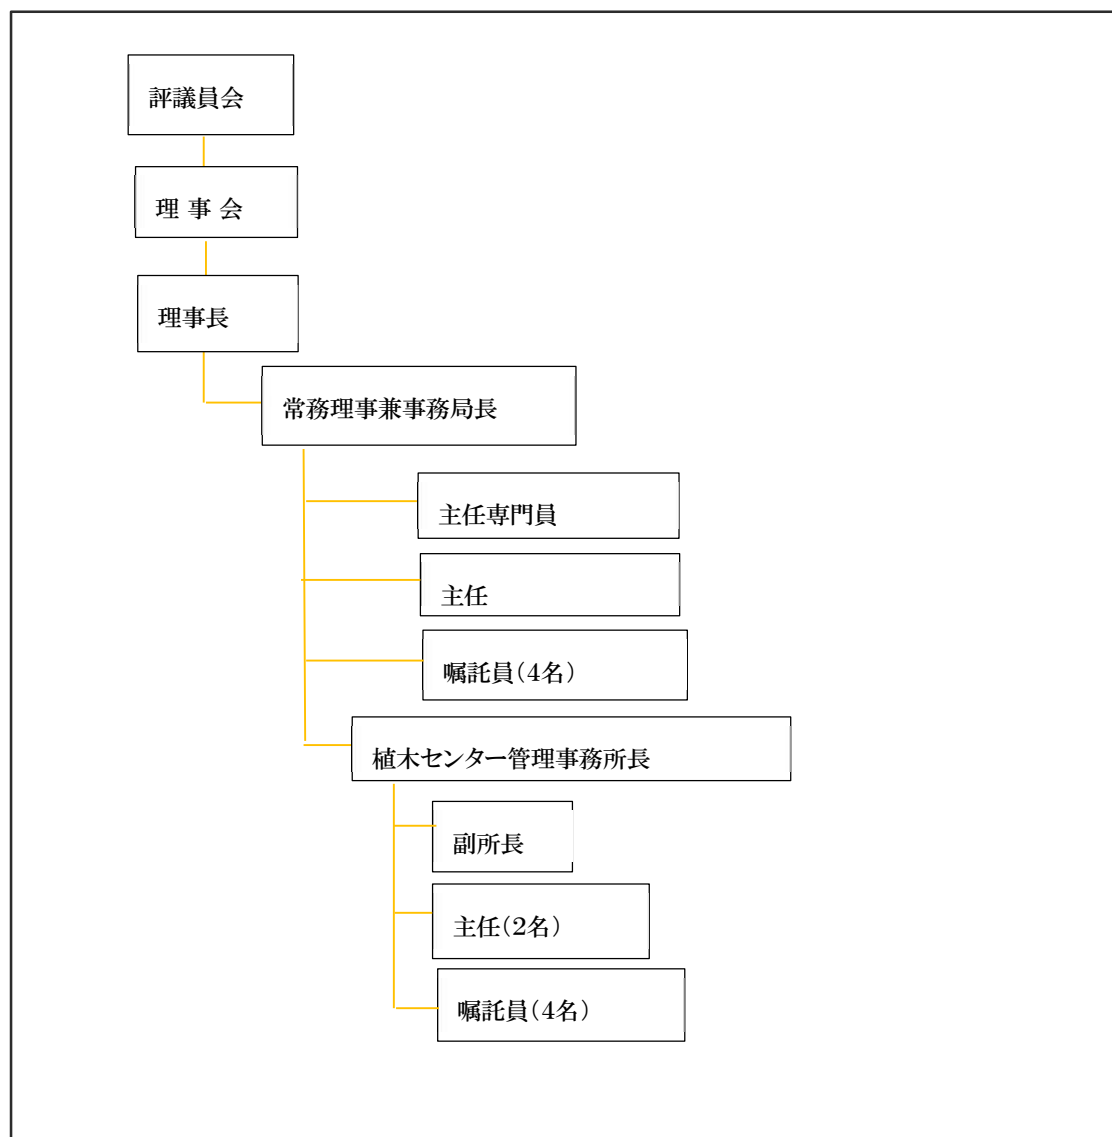 評議員会
理 事 会
理事長
常務理事兼事務局長
主任専門員
主任
嘱託員(4名)
植木センター管理事務所長
副所長
主任(2名)
嘱託員(4名)